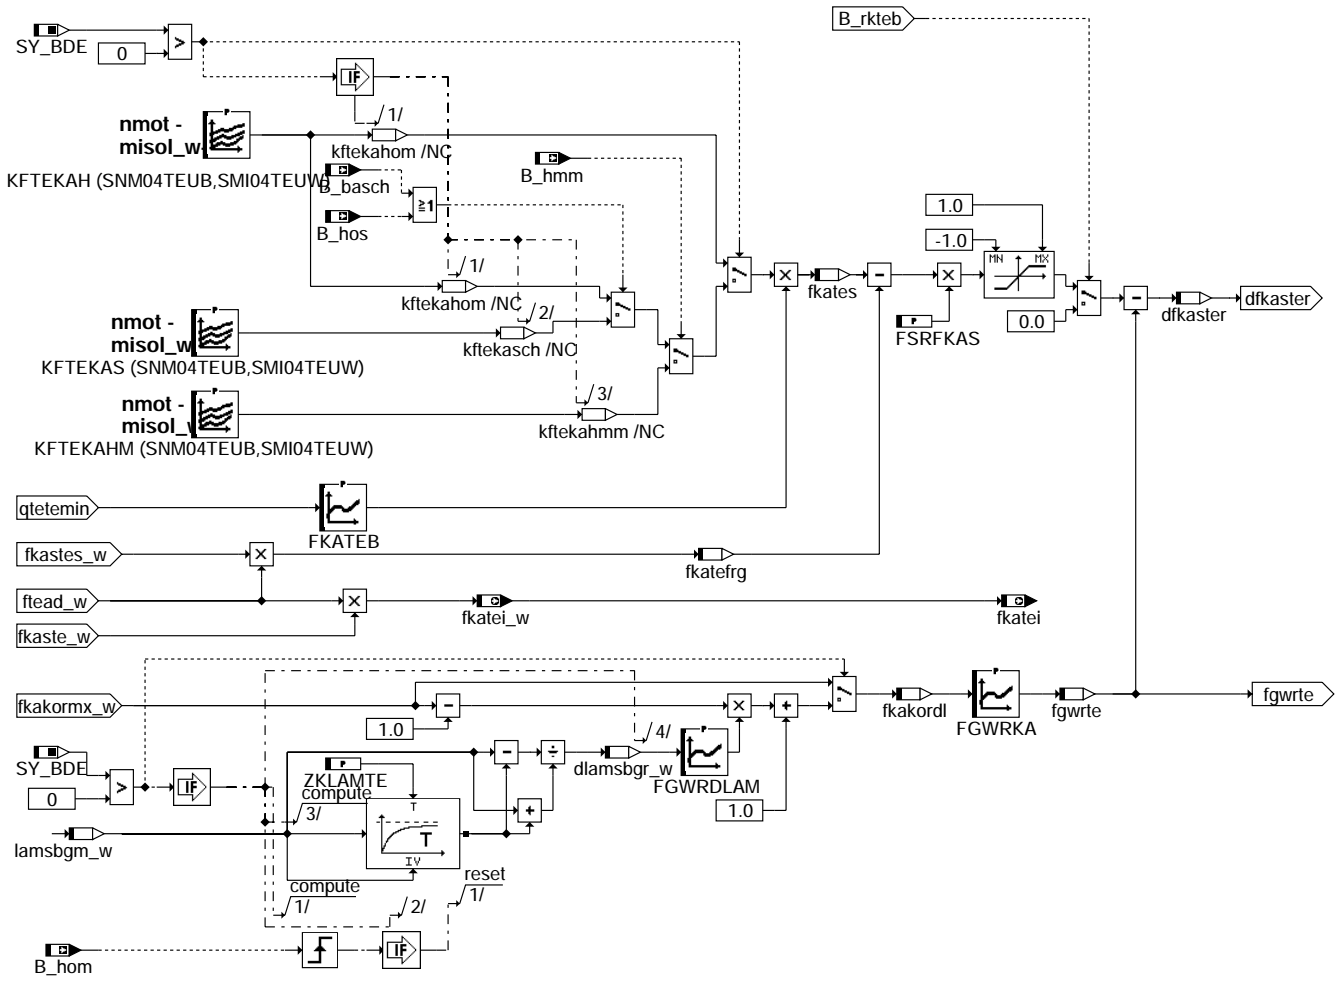 B_rkteb
SY_BDE
>
0
IF
1/
P
nmot -
misol_w
kftekahom /NC
KFTEKAH (SNM04TEUB,SMI04TEUW)
B_basch
B_hmm
≧1
B_hos
1.0
-1.0
MN MX
1/
kftekahom /NC
fkates
FSRFKAS
P
0.0
dfkaster
dfkaster
P
nmot -
misol_w
2/
kftekasch /NC
KFTEKAS (SNM04TEUB,SMI04TEUW)
P
nmot -
misol_w
3/
kftekahmm /NC
KFTEKAHM (SNM04TEUB,SMI04TEUW)
P
qtetemin
FKATEB
fkastes_w
fkatefrg
ftead_w
fkatei_w
fkatei
fkaste_w
P
fkakormx_w
fkakordl
FGWRKA
fgwrte
fgwrte
1.0
4/
P
SY_BDE
>
0
IF
P
ZKLAMTE
dlamsbgr_w
FGWRDLAM
1.0
compute
3/
T
T
IV
lamsbgm_w
compute
1/
2/
reset
1/
B_hom
IF